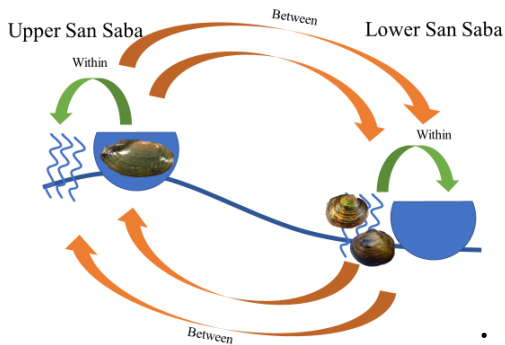 Between
Upper San Saba
Lower San Saba
Within
Within
Between